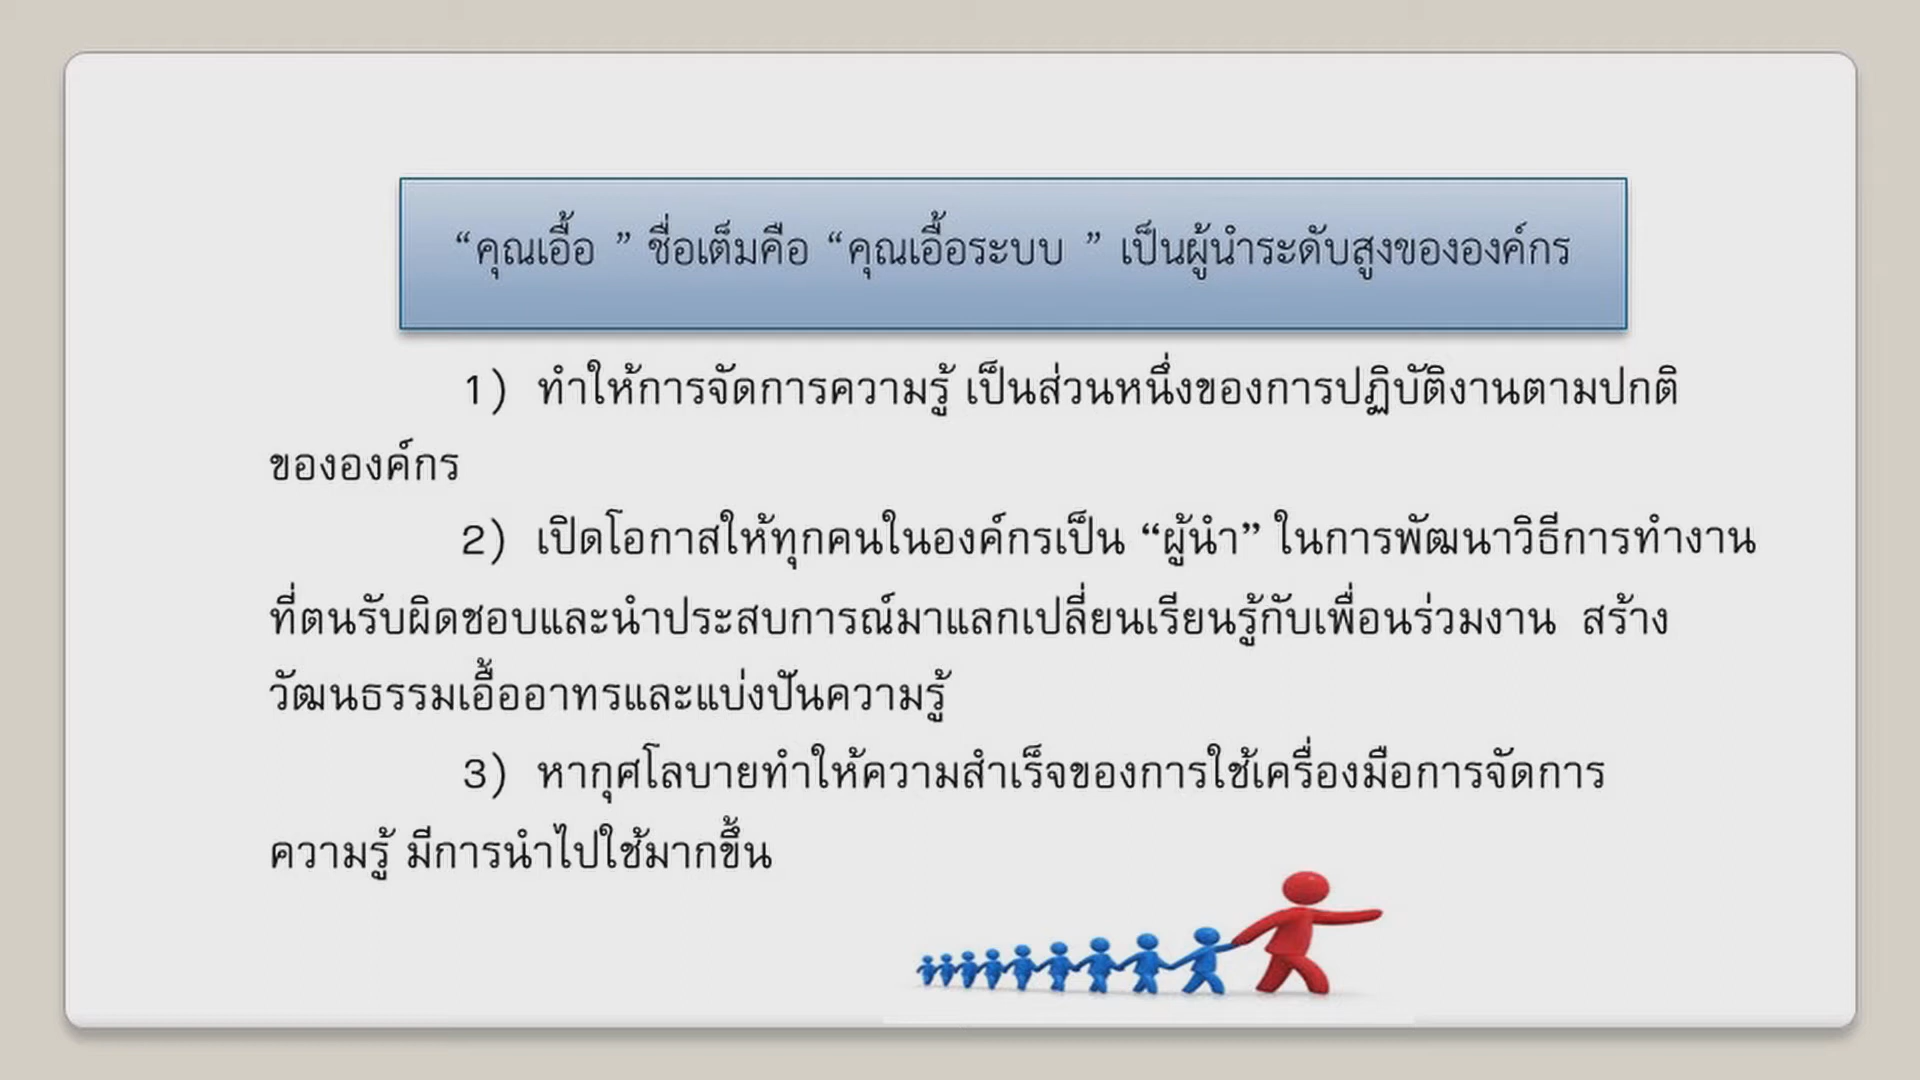 “คุณเอื้อ ” ชื่อเต็มคือ “คุณเอื้อระบบ ” เป็นผู้นำระดับสูงขององค์กร
1) ทำให้การจัดการความรู้ เป็นส่วนหนึ่งของการปฏิบัติงานตามปกติ
ขององค์กร
2) เปิดโอกาสให้ทุกคนในองค์กรเป็น “ผู้นำ” ในการพัฒนาวิธีการทำงาน
ที่ตนรับผิดชอบและนำประสบการณ์มาแลกเปลี่ยนเรียนรู้กับเพื่อนร่วมงาน สร้าง
วัฒนธรรมเอื้ออาทรและแบ่งปันความรู้
3) หากุศโลบายทำให้ความสำเร็จของการใช้เครื่องมือการจัดการ
ความรู้ มีการนำไปใช้มากขึ้น